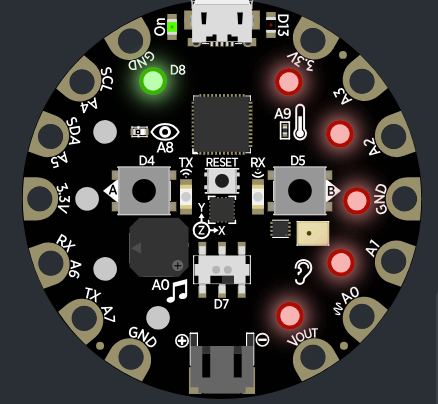 On
D13
GND
D8
3.3V
SCL
A4
A3
A9
SDA
A5
A8
A2
D4
TX
RESET
RX
D5
A
B
3.3V
GND
Y
Z
X
RX
A6
A1
A0
D7
TX
A7
A0
GND
VOUT